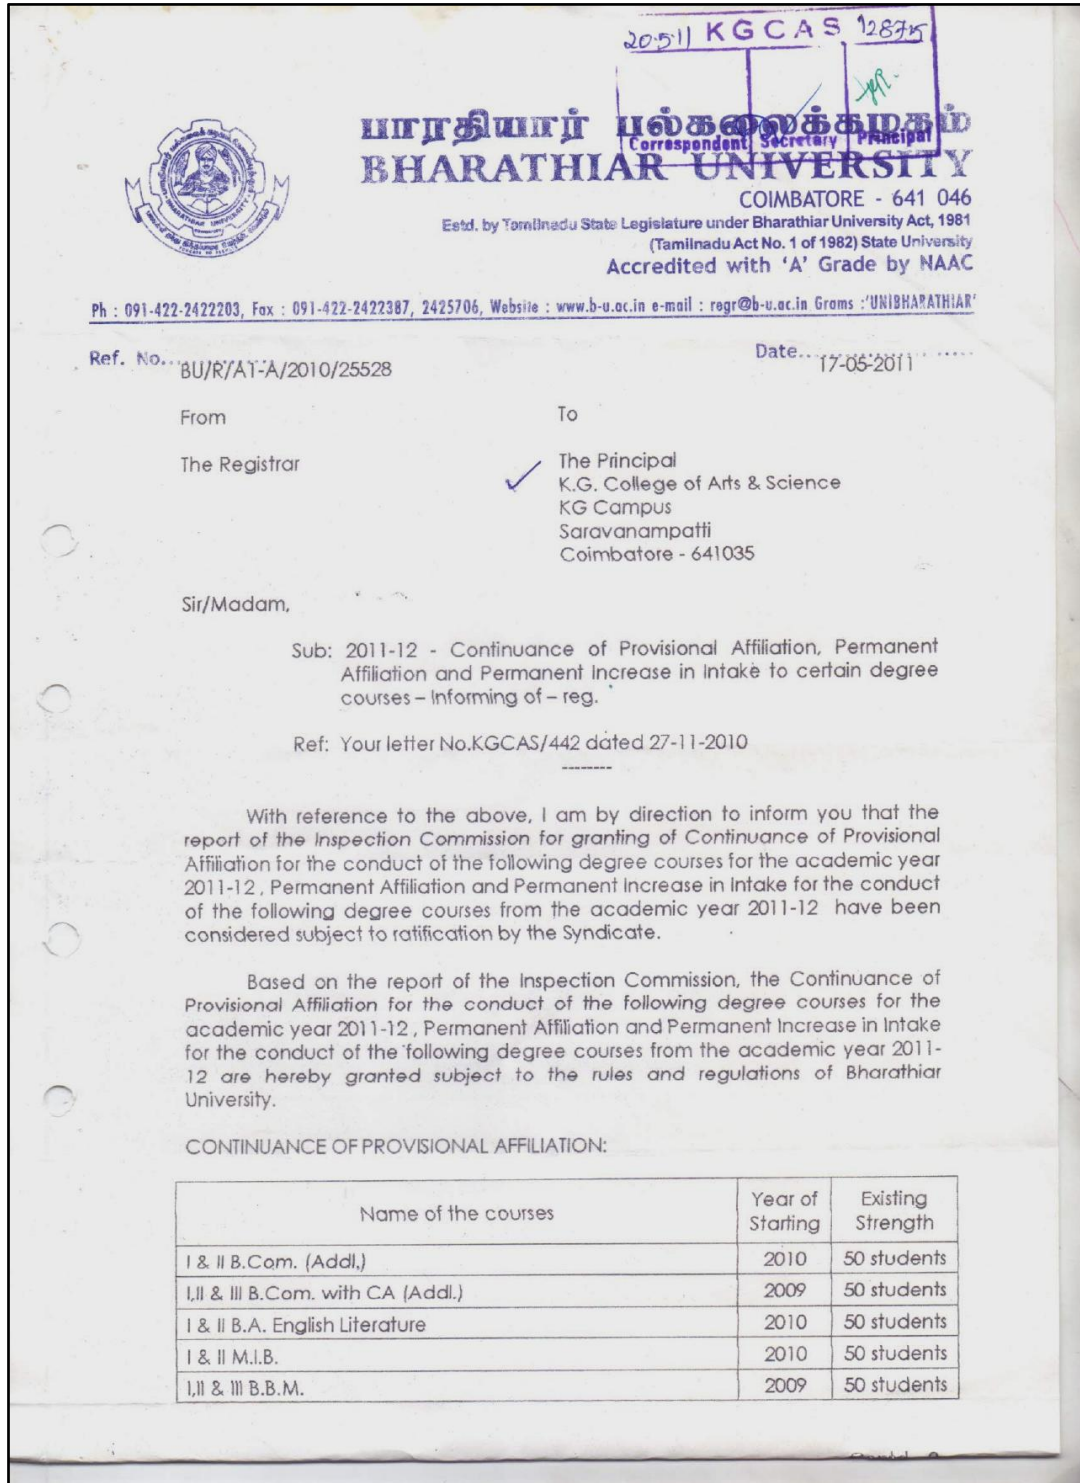 20·5·11 KGCAS 12875
Correspondent Secretary Principal
பாரதியார் பல்கலைக்கழகம்
BHARATHIAR UNIVERSITY
COIMBATORE - 641 046
Estd. by Tamilnadu State Legislature under Bharathiar University Act, 1981
(Tamilnadu Act No. 1 of 1982) State University
Accredited with 'A' Grade by NAAC
Ph : 091-422-2422203, Fax : 091-422-2422387, 2425706, Website : www.b-u.ac.in e-mail : regr@b-u.ac.in Grams :'UNIBHARATHIAR'
Ref. No. BU/R/A1-A/2010/25528 Date 17-05-2011
From To
The Registrar The Principal
K.G. College of Arts & Science
KG Campus
Saravanampatti
Coimbatore - 641035
Sir/Madam,
Sub: 2011-12 - Continuance of Provisional Affiliation, Permanent
Affiliation and Permanent Increase in Intake to certain degree
courses – Informing of – reg.
Ref: Your letter No.KGCAS/442 dated 27-11-2010
--------
With reference to the above, I am by direction to inform you that the
report of the Inspection Commission for granting of Continuance of Provisional
Affiliation for the conduct of the following degree courses for the academic year
2011-12 , Permanent Affiliation and Permanent Increase in Intake for the conduct
of the following degree courses from the academic year 2011-12 have been
considered subject to ratification by the Syndicate.
Based on the report of the Inspection Commission, the Continuance of
Provisional Affiliation for the conduct of the following degree courses for the
academic year 2011-12 , Permanent Affiliation and Permanent Increase in Intake
for the conduct of the following degree courses from the academic year 2011-
12 are hereby granted subject to the rules and regulations of Bharathiar
University.
CONTINUANCE OF PROVISIONAL AFFILIATION:
Name of the courses Year of Starting Existing Strength
I & II B.Com. (Addl.) 2010 50 students
I,II & III B.Com. with CA (Addl.) 2009 50 students
I & II B.A. English Literature 2010 50 students
I & II M.I.B. 2010 50 students
I,II & III B.B.M. 2009 50 students